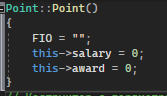 Point::Point()
{
FIO = "";
this->salary = 0;
this->award = 0;
}